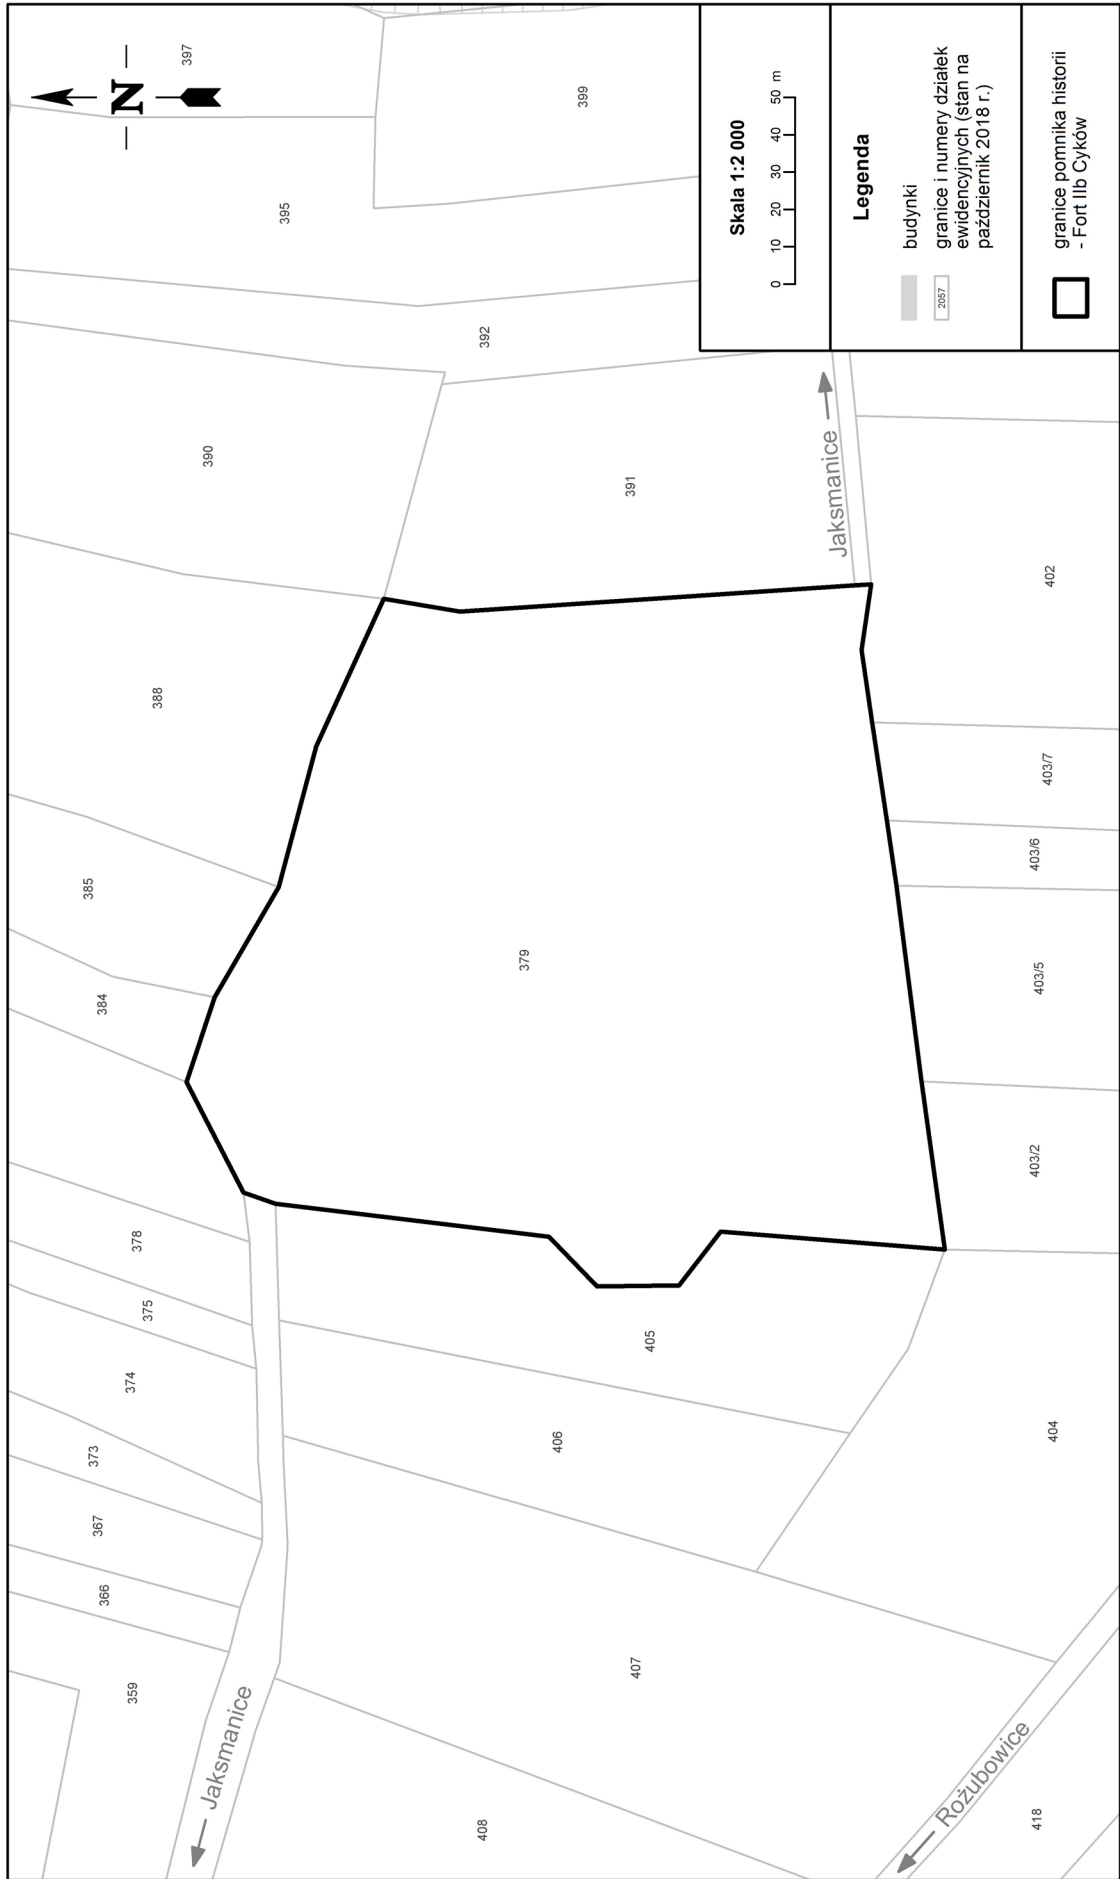 N
397
399
395
392
390
391
388
385
384
379
378
375
374
373
367
366
359
405
406
407
408
404
418
402
403/7
403/6
403/5
403/2
Jaksmanice
Jaksmanice
Rożubowice
Skala 1:2 000
0 10 20 30 40 50 m
Legenda
budynki
2057
granice i numery działek
ewidencyjnych (stan na
październik 2018 r.)
granice pomnika historii
- Fort IIb Cyków